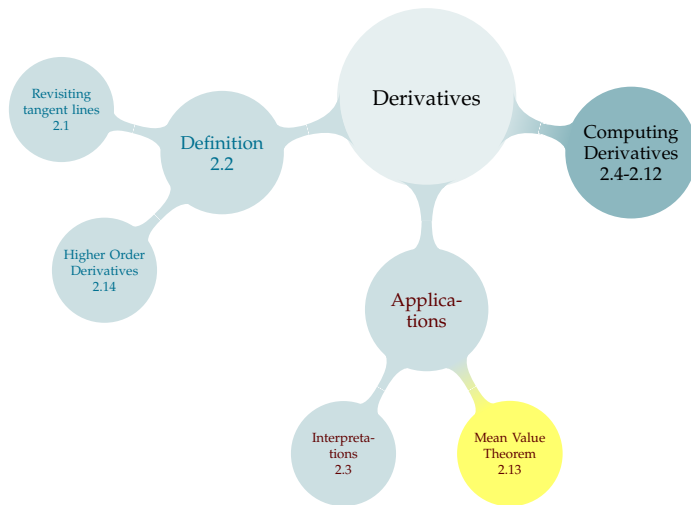 Derivatives
Revisiting
tangent lines
2.1
Definition
2.2
Computing
Derivatives
2.4-2.12
Higher Order
Derivatives
2.14
Applica-
tions
Interpreta-
tions
2.3
Mean Value
Theorem
2.13